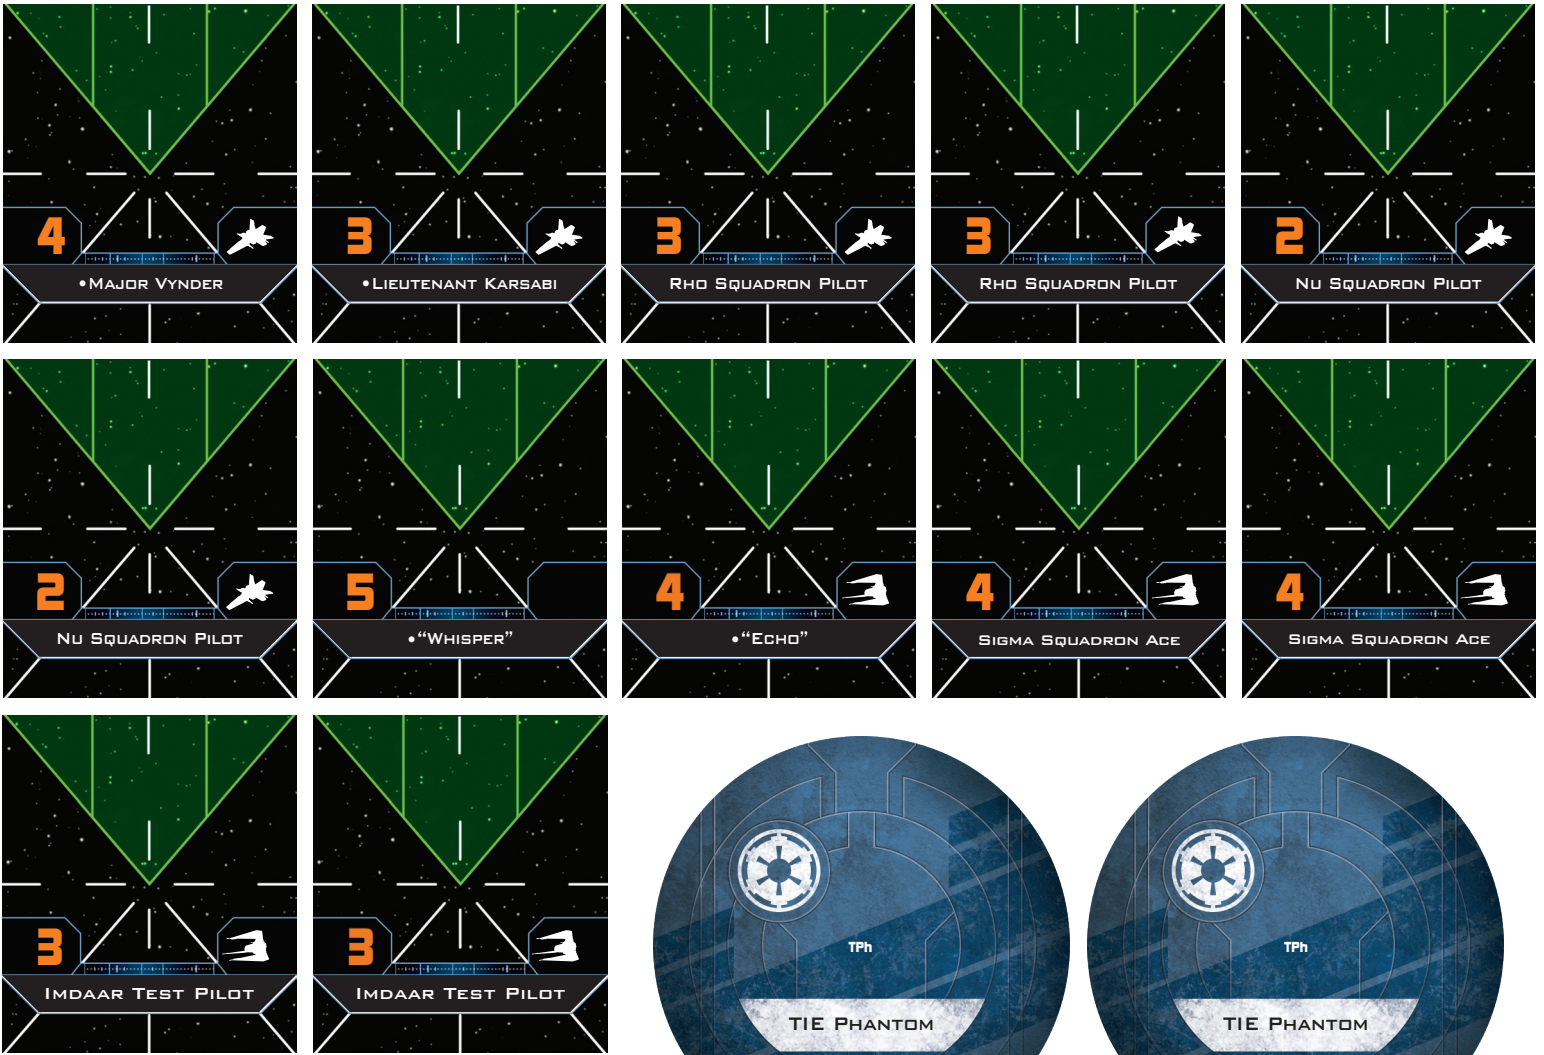 4
•Major Vynder
3
•Lieutenant Karsabi
3
Rho Squadron Pilot
3
Rho Squadron Pilot
2
Nu Squadron Pilot
2
Nu Squadron Pilot
5
•“Whisper”
4
•“Echo”
4
Sigma Squadron Ace
4
Sigma Squadron Ace
3
Imdaar Test Pilot
3
Imdaar Test Pilot
TPh
TIE Phantom
TPh
TIE Phantom